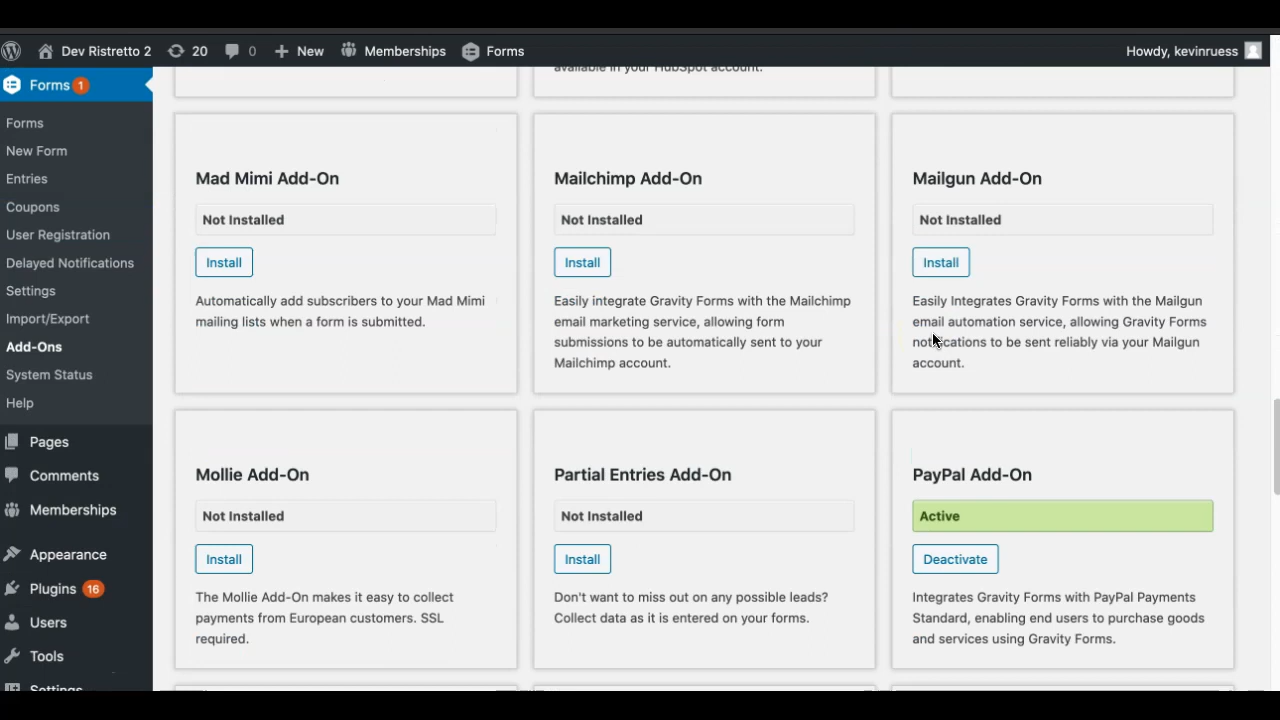 Dev Ristretto 2 20 0 New Memberships Forms Howdy, kevinruess
Forms 1
Forms
New Form
Entries
Coupons
User Registration
Delayed Notifications
Settings
Import/Export
Add-Ons
System Status
Help
Pages
Comments
Memberships
Appearance
Plugins 16
Users
Tools
Settings
available in your HubSpot account.
Mad Mimi Add-On
Not Installed
Install
Automatically add subscribers to your Mad Mimi
mailing lists when a form is submitted.
Mailchimp Add-On
Not Installed
Install
Easily integrate Gravity Forms with the Mailchimp
email marketing service, allowing form
submissions to be automatically sent to your
Mailchimp account.
Mailgun Add-On
Not Installed
Install
Easily Integrates Gravity Forms with the Mailgun
email automation service, allowing Gravity Forms
notifications to be sent reliably via your Mailgun
account.
Mollie Add-On
Not Installed
Install
The Mollie Add-On makes it easy to collect
payments from European customers. SSL
required.
Partial Entries Add-On
Not Installed
Install
Don't want to miss out on any possible leads?
Collect data as it is entered on your forms.
PayPal Add-On
Active
Deactivate
Integrates Gravity Forms with PayPal Payments
Standard, enabling end users to purchase goods
and services using Gravity Forms.